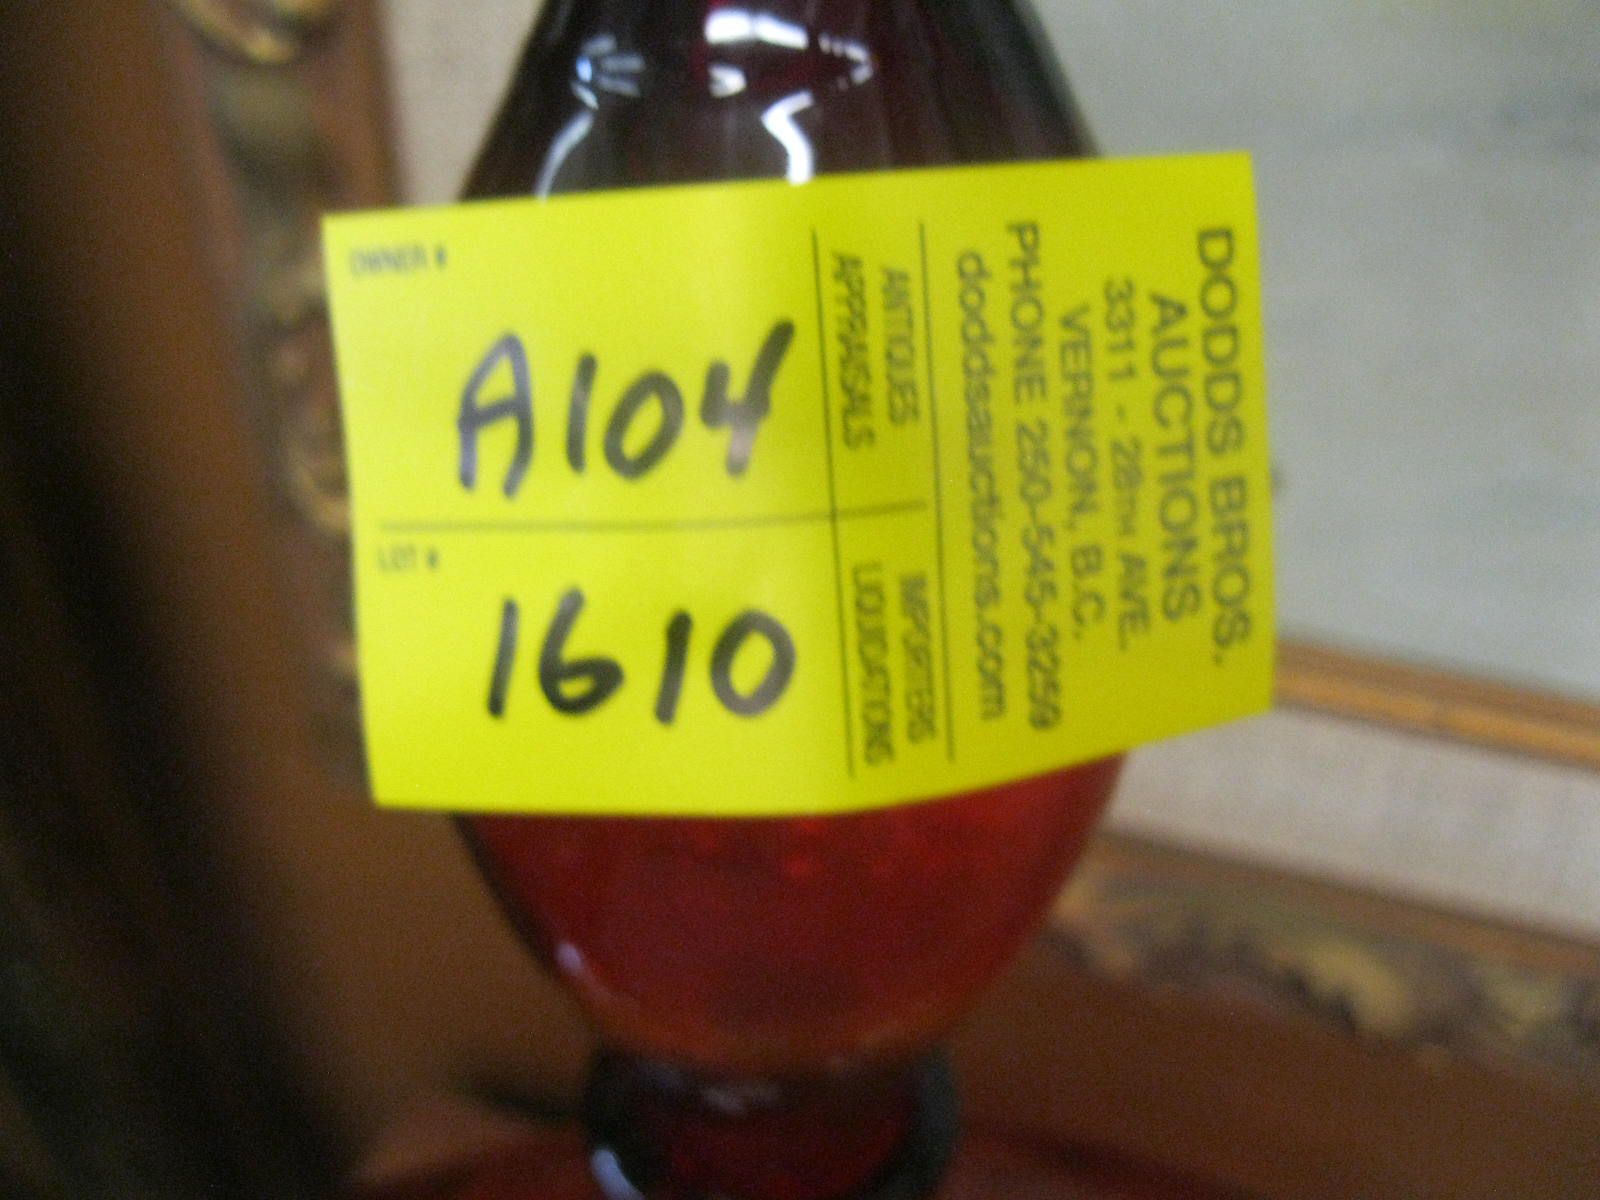 OWNER #
A104
LOT #
1610
ANTIQUES
APPRAISALS
IMPORTERS
LIQUIDATIONS
DODDS BROS.
AUCTIONS
3311 - 28TH AVE.
VERNON, B.C.
PHONE 250-545-3259
doddsauctions.com